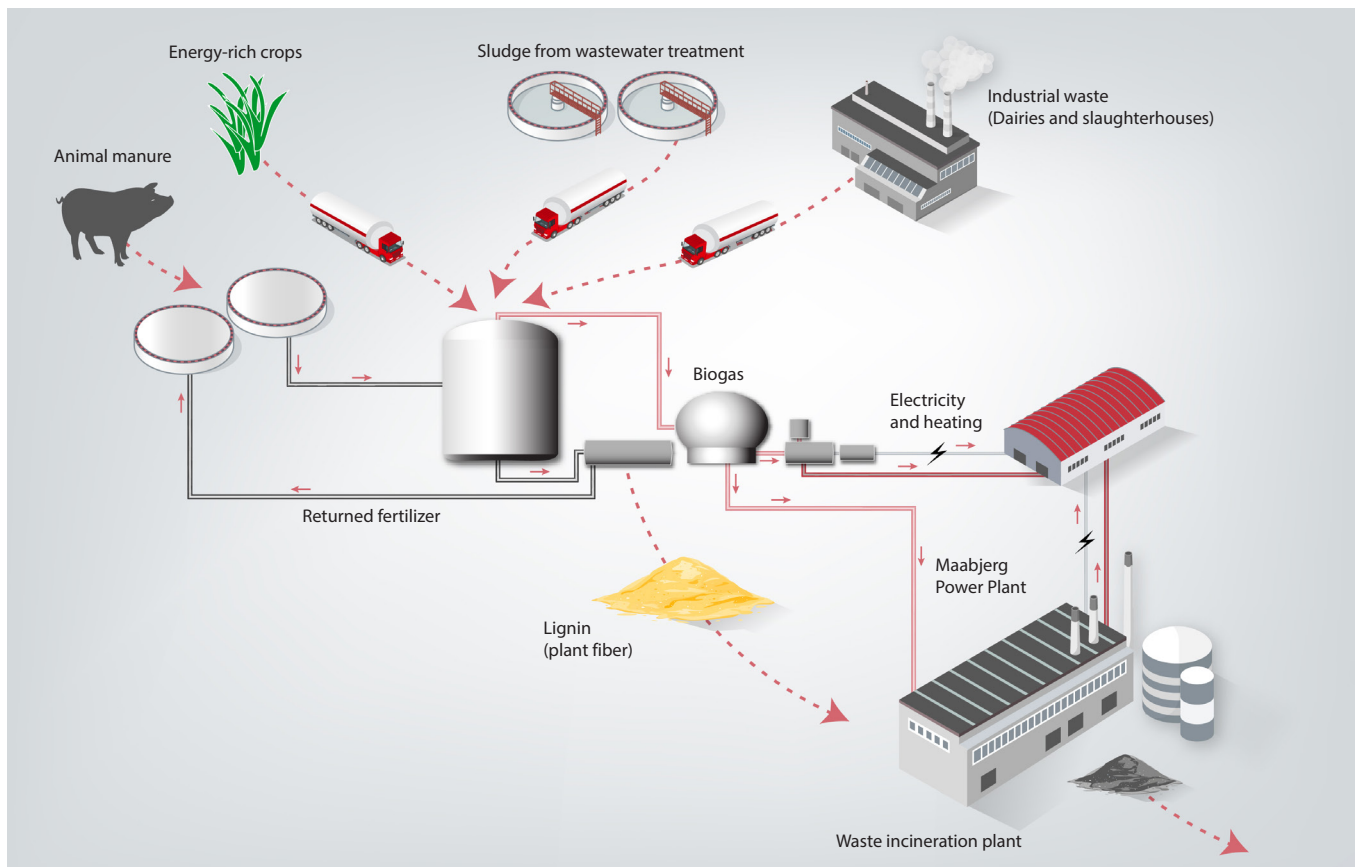 Energy-rich crops
Sludge from wastewater treatment
Industrial waste
(Dairies and slaughterhouses)
Animal manure
Biogas
Electricity
and heating
Returned fertilizer
Maabjerg
Power Plant
Lignin
(plant fiber)
Waste incineration plant